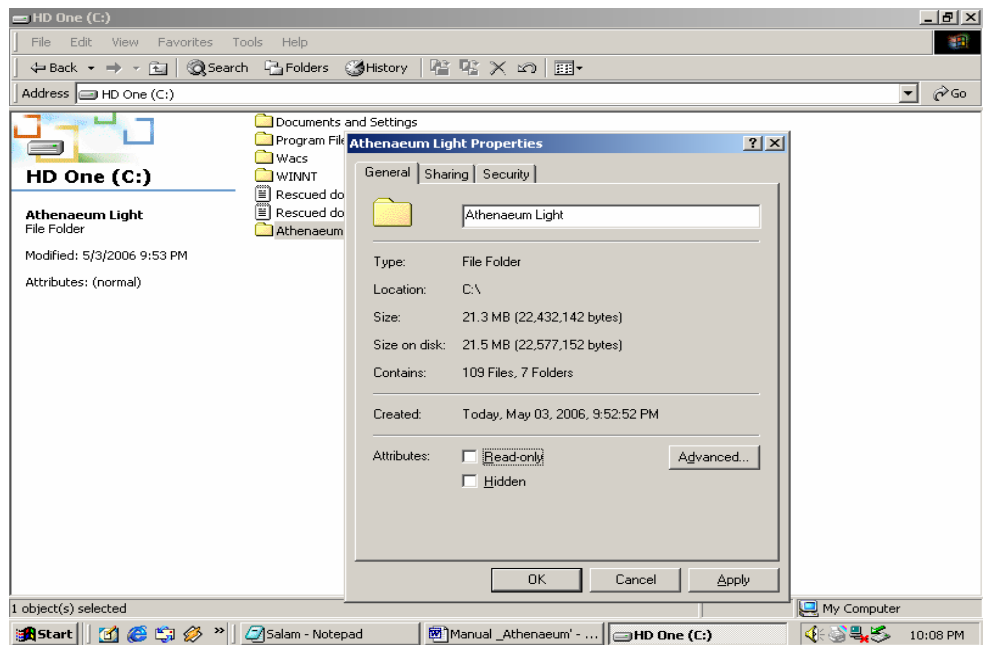 HD One (C:)
File Edit View Favorites Tools Help
Back Search Folders History
Address HD One (C:) Go
HD One (C:)
Athenaeum Light
File Folder
Modified: 5/3/2006 9:53 PM
Attributes: (normal)
Documents and Settings
Program File
Wacs
WINNT
Rescued do
Rescued do
Athenaeum
Athenaeum Light Properties
General Sharing Security
Athenaeum Light
Type: File Folder
Location: C:\
Size: 21.3 MB (22,432,142 bytes)
Size on disk: 21.5 MB (22,577,152 bytes)
Contains: 109 Files, 7 Folders
Created: Today, May 03, 2006, 9:52:52 PM
Attributes: Read-only Advanced...
Hidden
OK Cancel Apply
1 object(s) selected My Computer
Start » Salam - Notepad Manual _Athenaeum' - ... HD One (C:) 10:08 PM